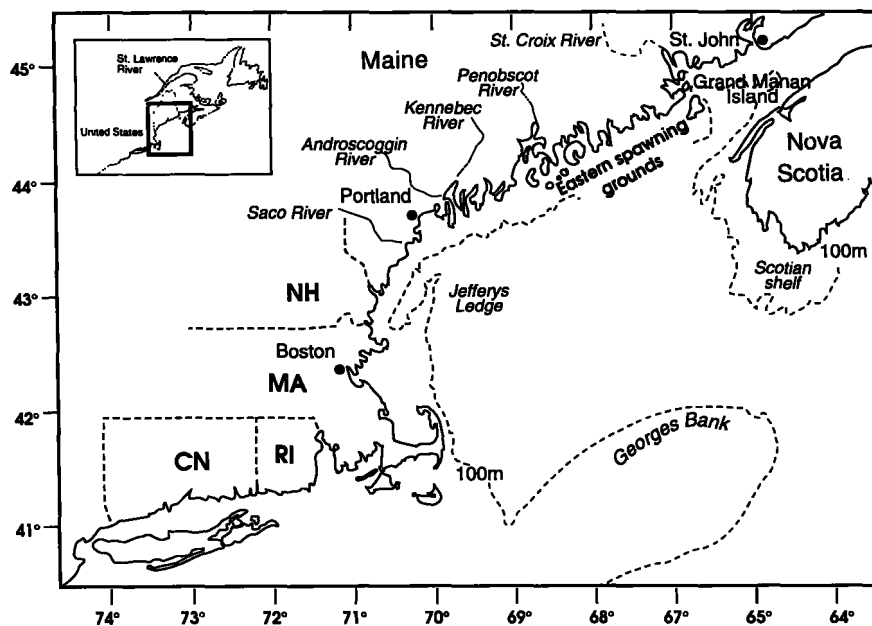 St. Lawrence
River
United States
45°
44°
43°
42°
41°
Maine
St. Croix River
St. John
Penobscot
River
Grand Manan
Island
Kennebec
River
Androscoggin
River
Nova
Scotia
Eastern spawning
grounds
Portland
Saco River
100m
Scotian
shelf
NH
Jefferys
Ledge
Boston
MA
Georges Bank
CN
RI
100m
74°
73°
72°
71°
70°
69°
68°
67°
66°
65°
64°